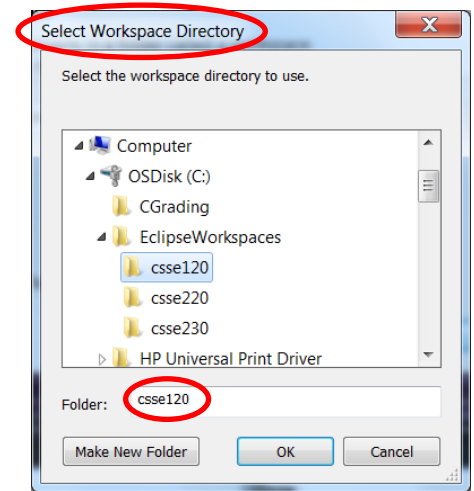 Select Workspace Directory
X
Select the workspace directory to use.
Computer
OSDisk (C:)
CGrading
EclipseWorkspaces
csse120
csse220
csse230
HP Universal Print Driver
Folder: csse120
Make New Folder OK Cancel